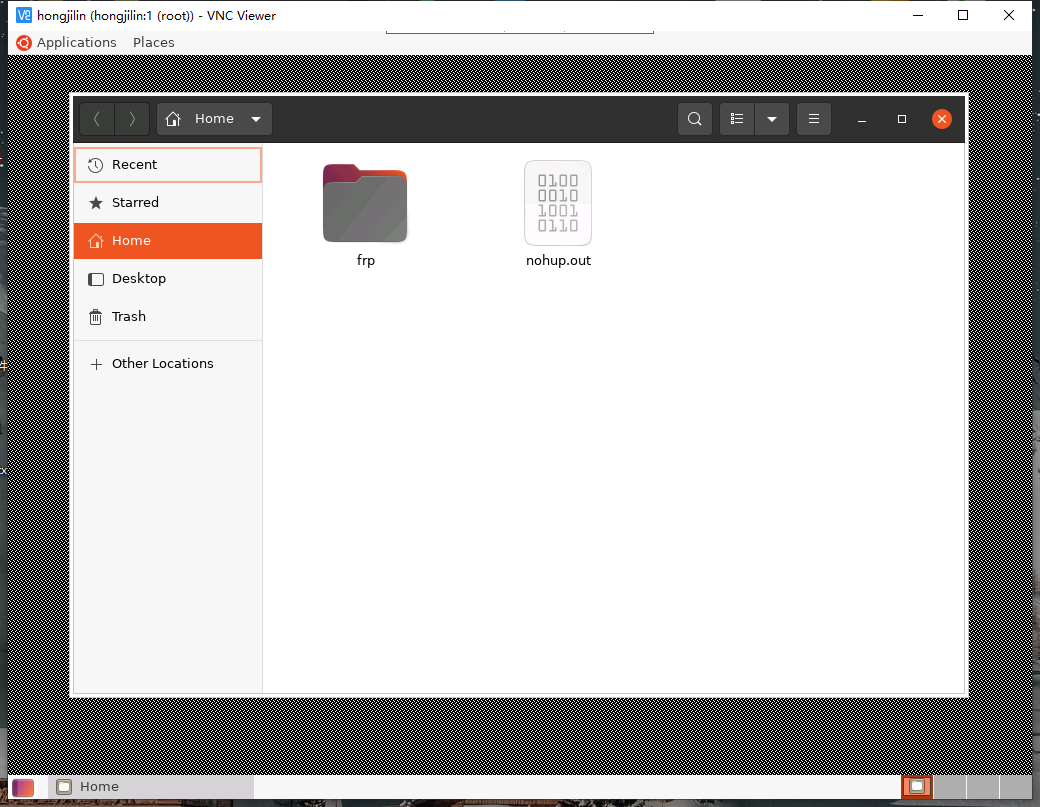 hongjilin (hongjilin:1 (root)) - VNC Viewer
Applications Places
Home
Recent
Starred
Home
Desktop
Trash
Other Locations
0100
0010
1001
0110
frp
nohup.out
Home